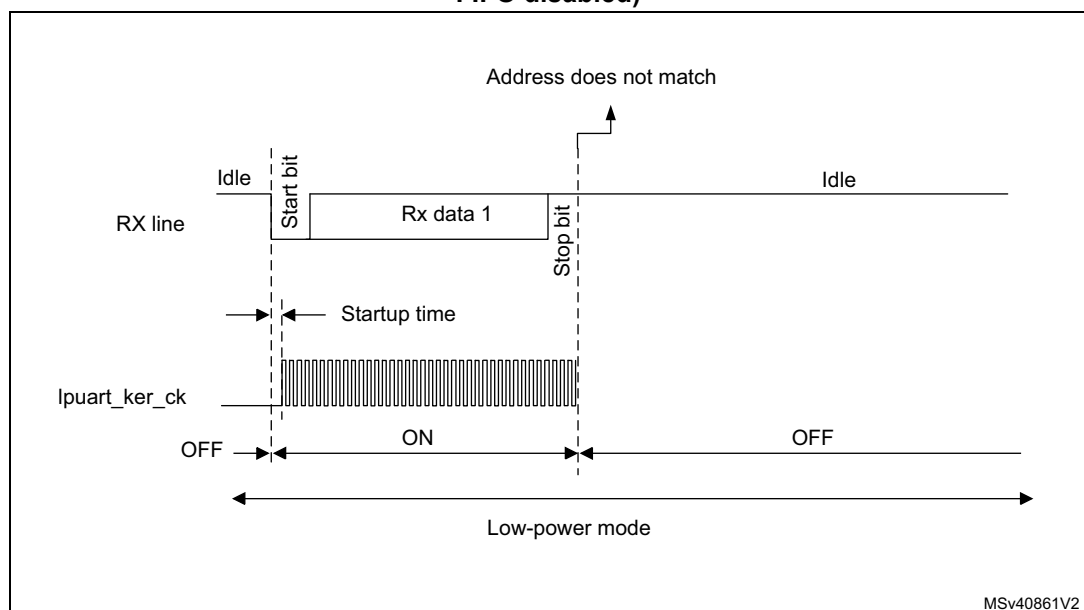 FIFO disabled)
Address does not match
Idle
Start bit
Idle
RX line
Rx data 1
Stop bit
Startup time
lpuart_ker_ck
OFF
ON
OFF
Low-power mode
MSv40861V2